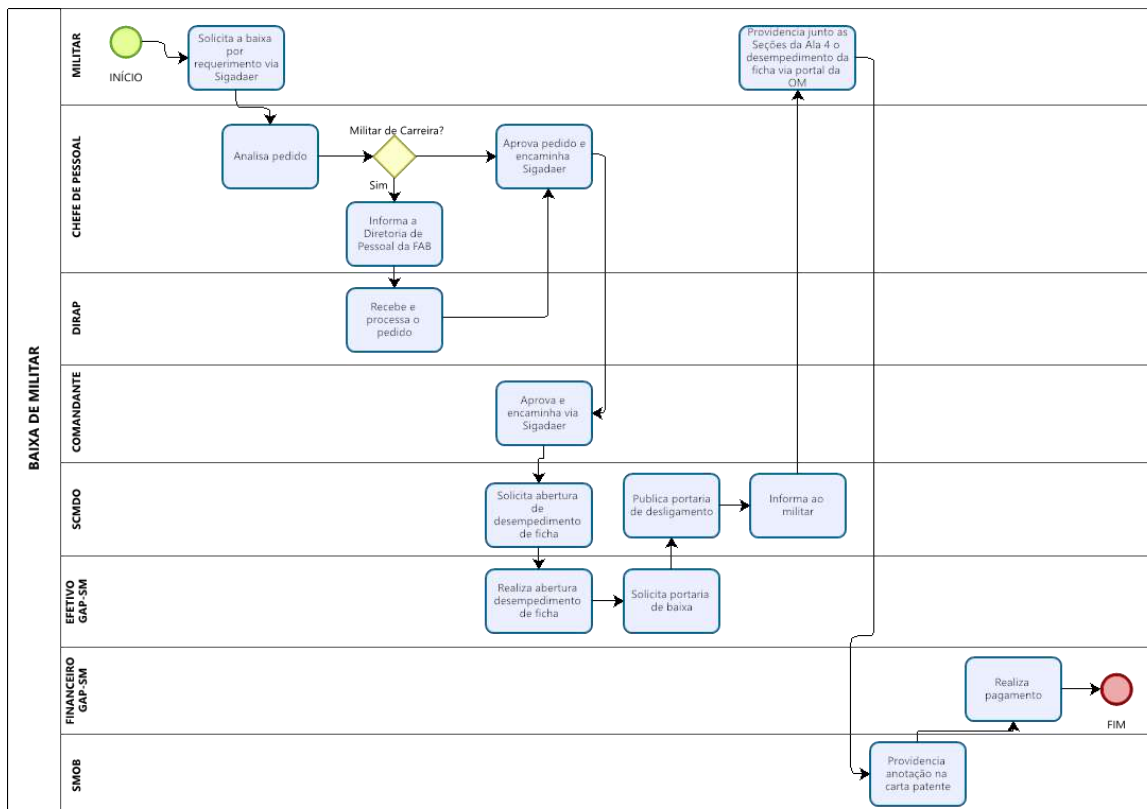 BAIXA DE MILITAR
MILITAR
INÍCIO
Solicita a baixa
por
requerimento via
Sigadaer
Providencia junto as
Seções da Ala 4 o
desempedimento da
ficha via portal da
OM
CHEFE DE PESSOAL
Analisa pedido
Militar de Carreira?
Sim
Aprova pedido e
encaminha
Sigadaer
Informa a
Diretoria de
Pessoal da FAB
DIRAP
Recebe e
processa o
pedido
COMANDANTE
Aprova e
encaminha via
Sigadaer
SCMDO
Solicita abertura
de
desempedimento
de ficha
Publica portaria
de desligamento
Informa ao
militar
EFETIVO
GAP-SM
Realiza abertura
desempedimento
de ficha
Solicita portaria
de baixa
FINANCEIRO
GAP-SM
Realiza
pagamento
FIM
SMOB
Providencia
anotação na
carta patente